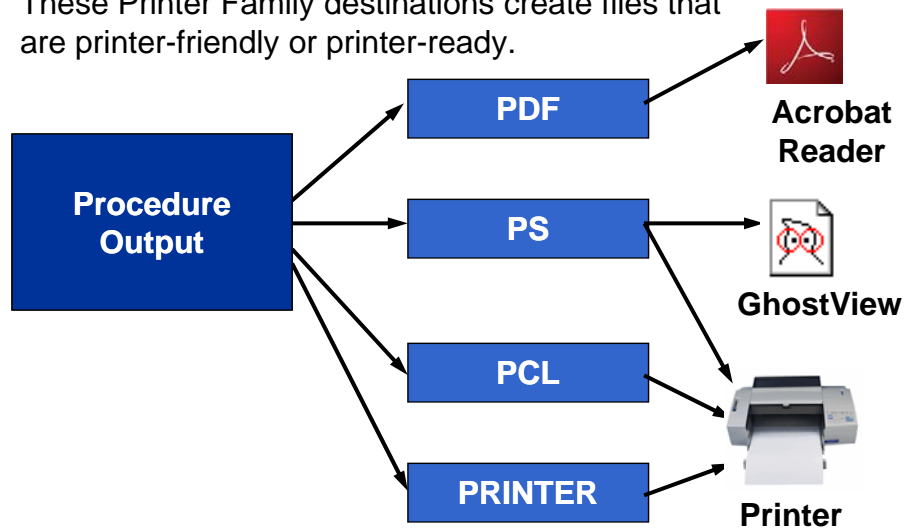 These Printer Family destinations create files that
are printer-friendly or printer-ready.
PDF
Acrobat
Reader
Procedure
Output
PS
GhostView
PCL
PRINTER
Printer